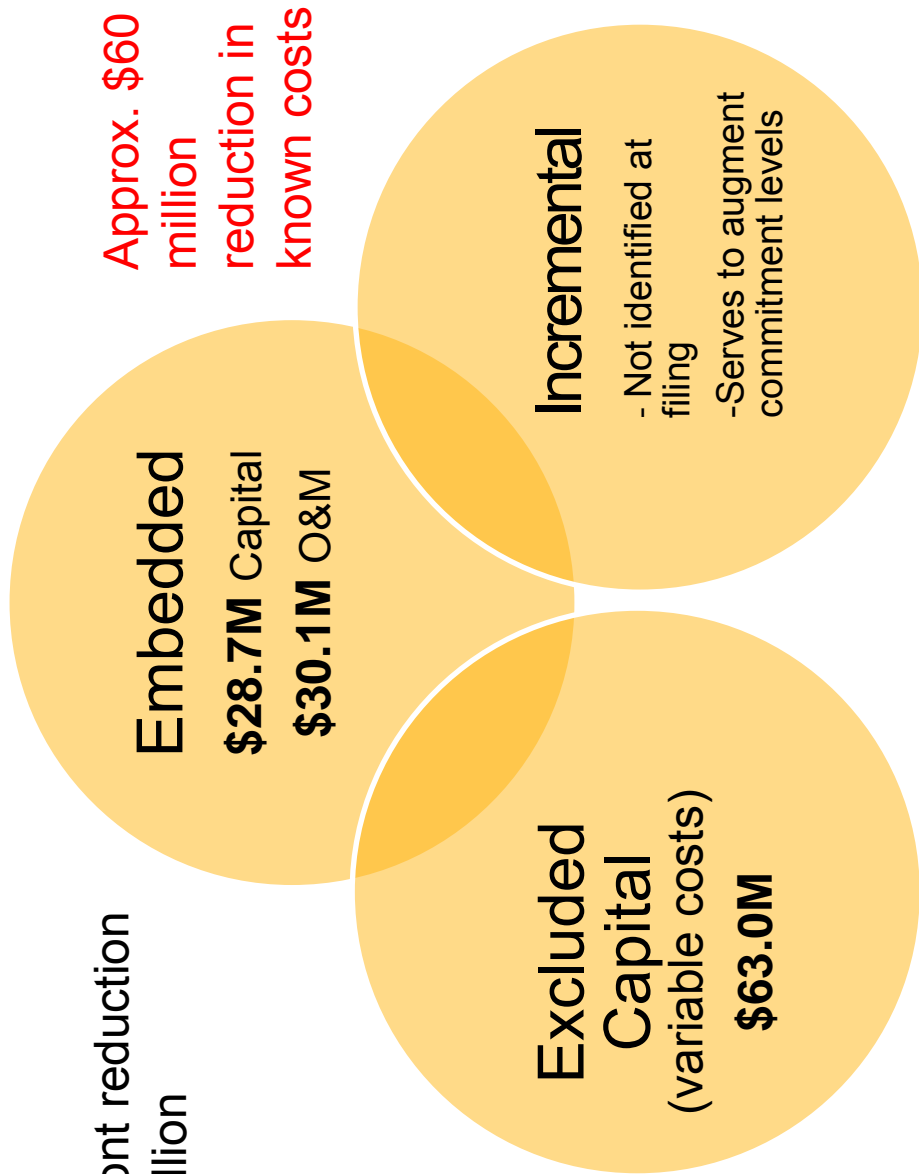 reduction
Embedded
$28.7M Capital
$30.1M O&M
Approx. $60
million
reduction in
known costs
Excluded
Capital
(variable costs)
$63.0M
Incremental
- Not identified at
filing
-Serves to augment
commitment levels